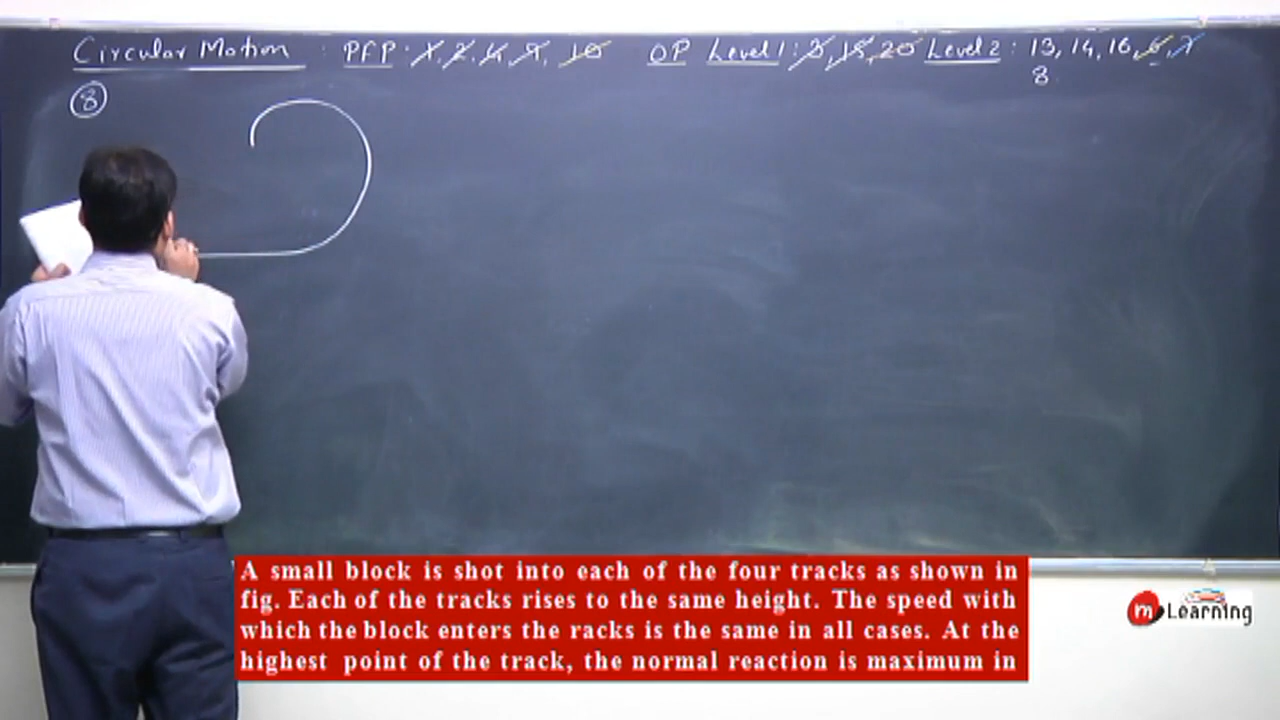 Circular Motion : PFP : 1, 2, 4, 9, 10 OP Level 1 : 3, 15, 20 Level 2 : 13, 14, 16, 6, 7
8
8
A small block is shot into each of the four tracks as shown in
fig. Each of the tracks rises to the same height. The speed with
which the block enters the racks is the same in all cases. At the
highest point of the track, the normal reaction is maximum in
m Learning